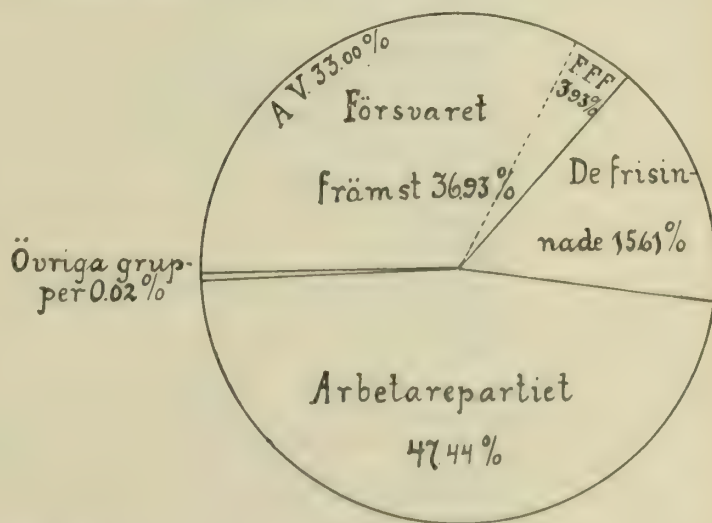 A V. 33.00%
FFF
3.93%
Försvaret
främst 36.93%
De frisin-
nade 15.61%
Övriga grup-
per 0.02%
Arbetarepartiet
47.44%